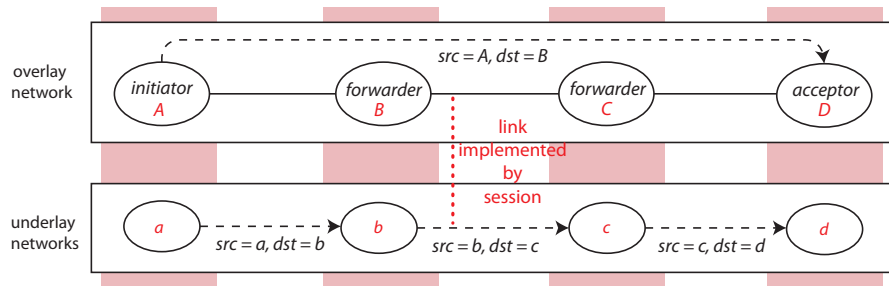 src = A, dst = B
overlay
network
initiator
A
forwarder
B
forwarder
C
acceptor
D
link
implemented
by
session
underlay
networks
a
b
c
d
src = a, dst = b
src = b, dst = c
src = c, dst = d